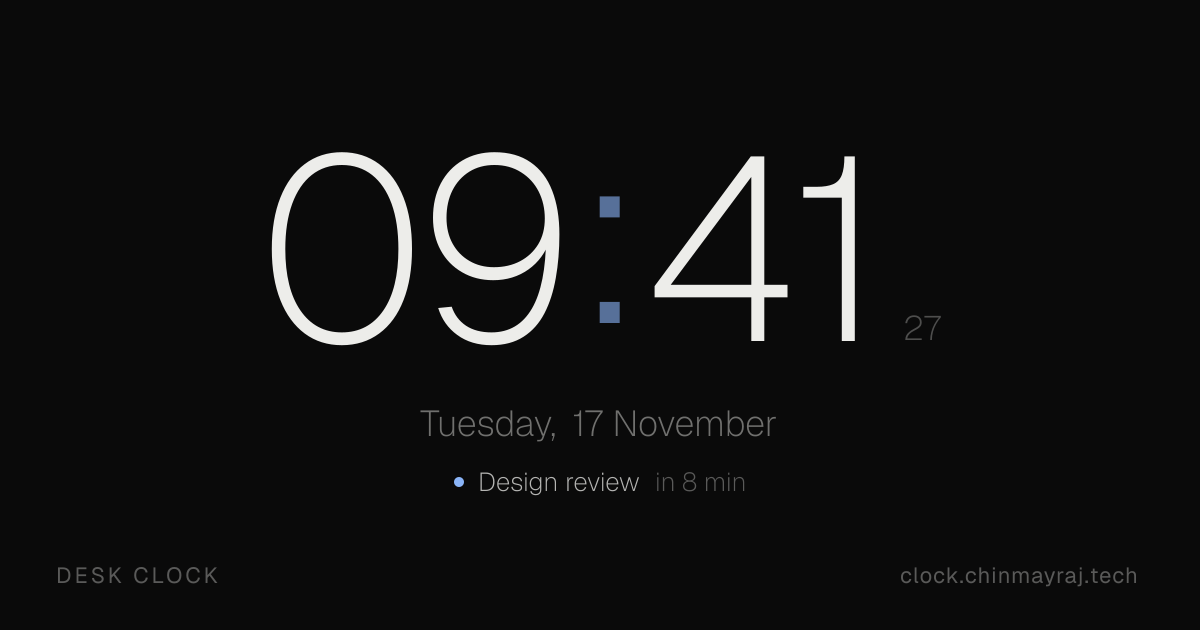 09:41 27
Tuesday, 17 November
Design review in 8 min
DESK CLOCK
clock.chinmayraj.tech